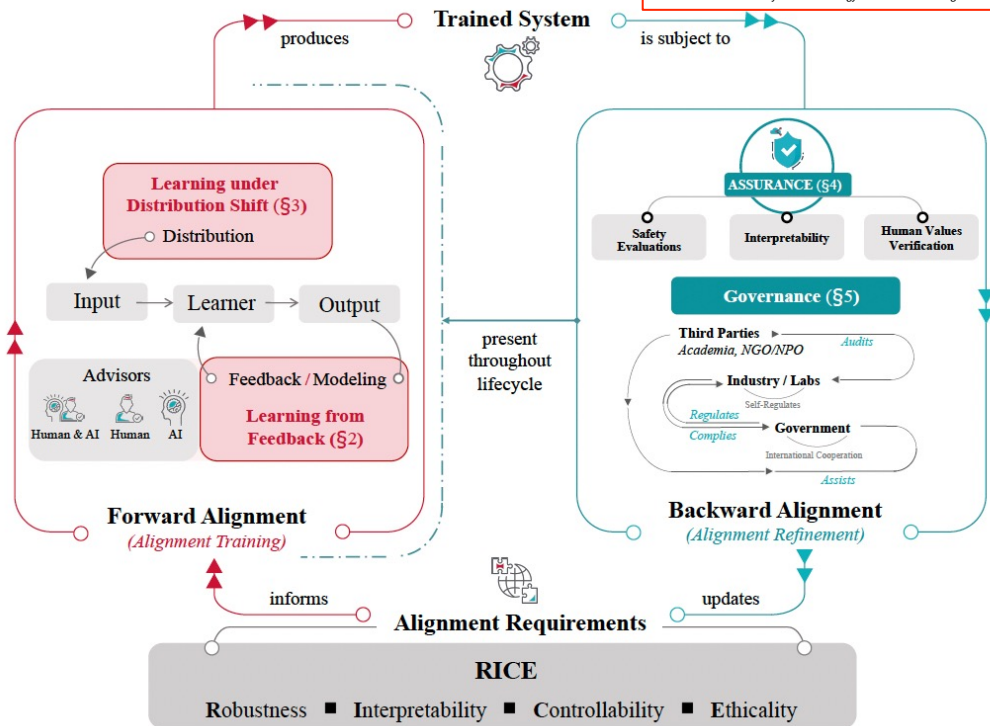 Trained System
produces
is subject to
Learning under
Distribution Shift (§3)
Distribution
Input
Learner
Output
Advisors
Human & AI
Human
AI
Feedback / Modeling
Learning from
Feedback (§2)
Forward Alignment
(Alignment Training)
present
throughout
lifecycle
ASSURANCE (§4)
Safety
Evaluations
Interpretability
Human Values
Verification
Governance (§5)
Third Parties
Academia, NGO/NPO
Audits
Industry / Labs
Self-Regulates
Regulates
Complies
Government
International Cooperation
Assists
Backward Alignment
(Alignment Refinement)
informs
updates
Alignment Requirements
RICE
Robustness ■ Interpretability ■ Controllability ■ Ethicality